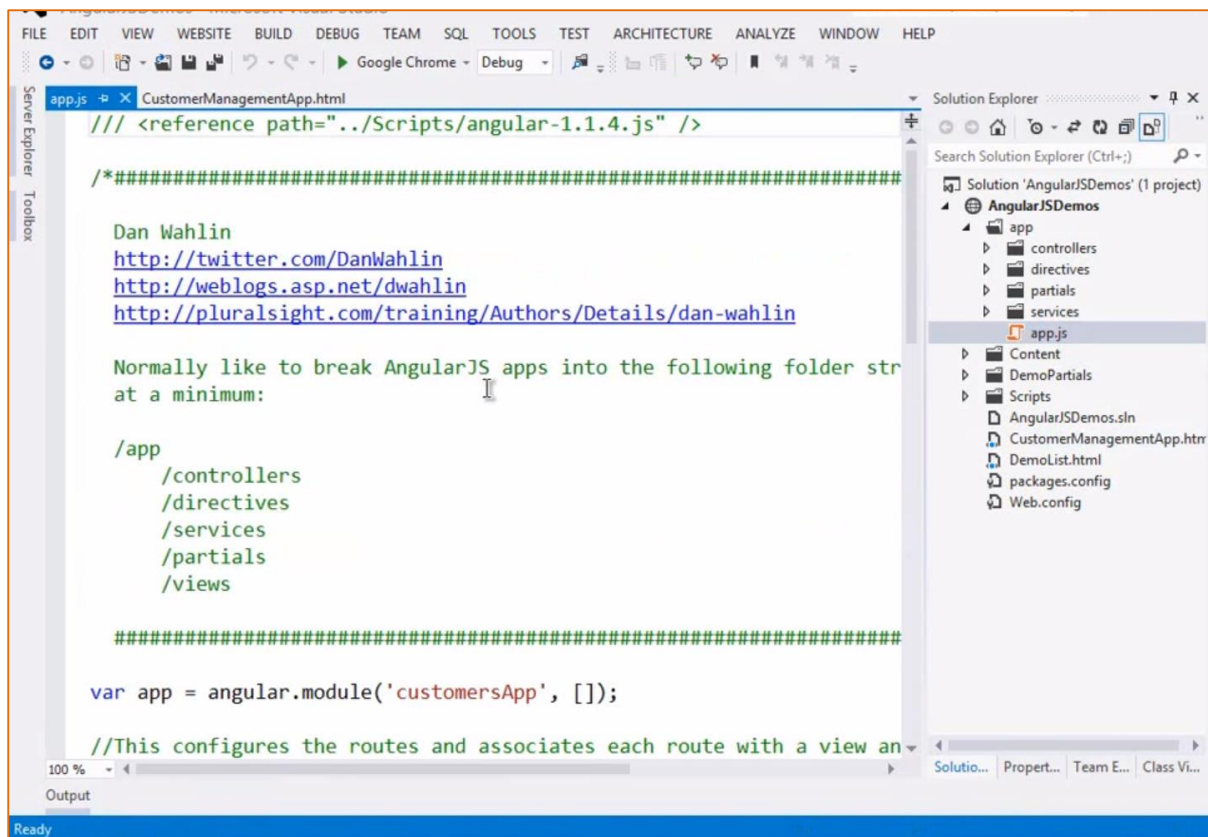 FILE EDIT VIEW WEBSITE BUILD DEBUG TEAM SQL TOOLS TEST ARCHITECTURE ANALYZE WINDOW HELP
Google Chrome Debug
Server Explorer
Toolbox
app.js CustomerManagementApp.html
/// <reference path="../Scripts/angular-1.1.4.js" />
/*###################################################################
Dan Wahlin
http://twitter.com/DanWahlin
http://weblogs.asp.net/dwahlin
http://pluralsight.com/training/Authors/Details/dan-wahlin
Normally like to break AngularJS apps into the following folder str
at a minimum:
/app
/controllers
/directives
/services
/partials
/views
###################################################################
var app = angular.module('customersApp', []);
//This configures the routes and associates each route with a view an
100 %
Output
Ready
Solution Explorer
Search Solution Explorer (Ctrl+;)
Solution 'AngularJSDemos' (1 project)
AngularJSDemos
app
controllers
directives
partials
services
app.js
Content
DemoPartials
Scripts
AngularJSDemos.sln
CustomerManagementApp.htm
DemoList.html
packages.config
Web.config
Solutio... Propert... Team E... Class Vi...